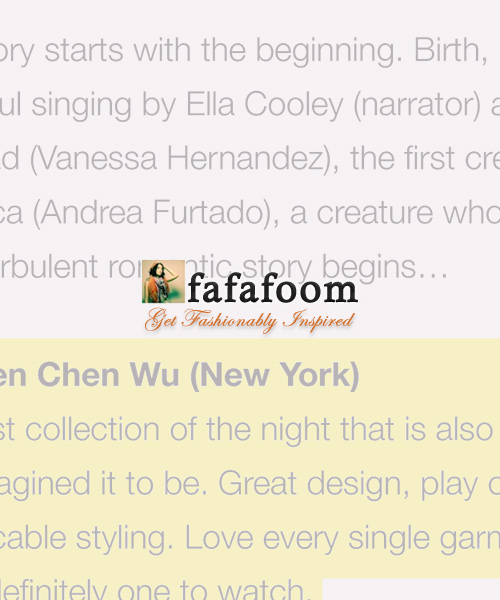 ory starts with the beginning. Birth,
ul singing by Ella Cooley (narrator) a
d (Vanessa Hernandez), the first cre
ca (Andrea Furtado), a creature who
rbulent romantic story begins…
fafafoom
Get Fashionably Inspired
en Chen Wu (New York)
st collection of the night that is also
agined it to be. Great design, play o
cable styling. Love every single garn
definitely one to watch.